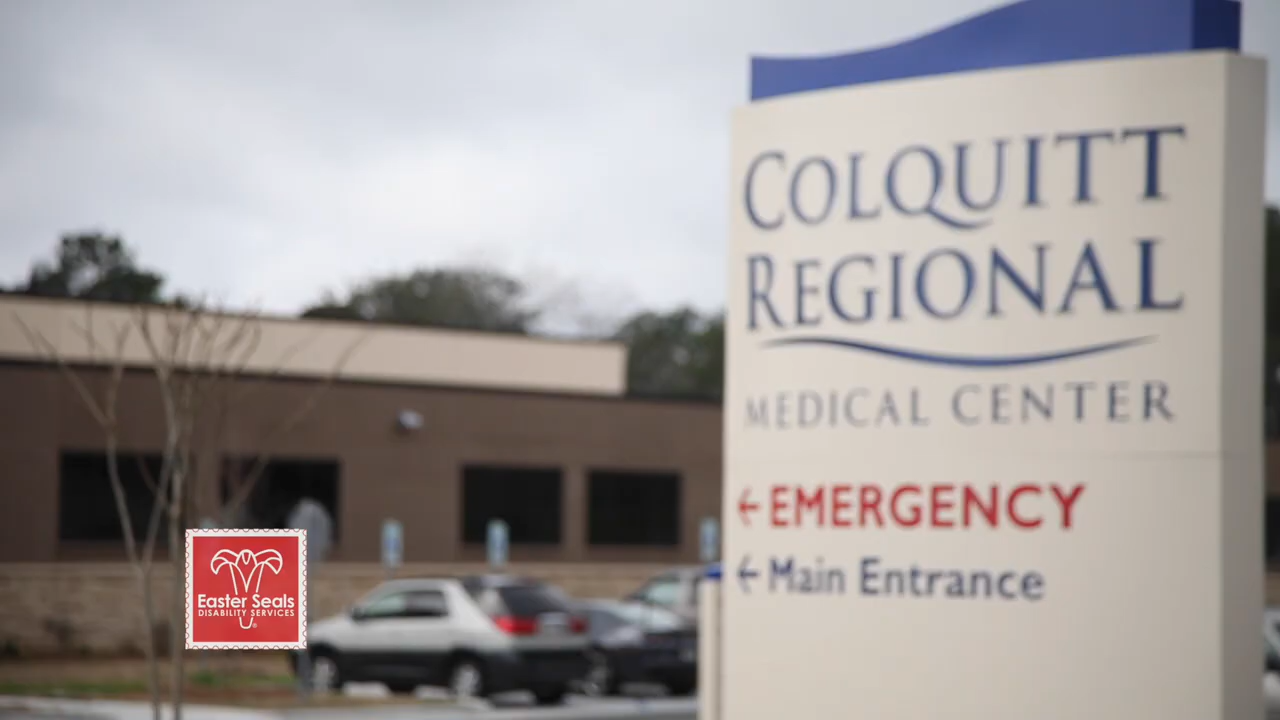 COLQUITT
REGIONAL
MEDICAL CENTER
← EMERGENCY
← Main Entrance
Easter Seals
DISABILITY SERVICES
®